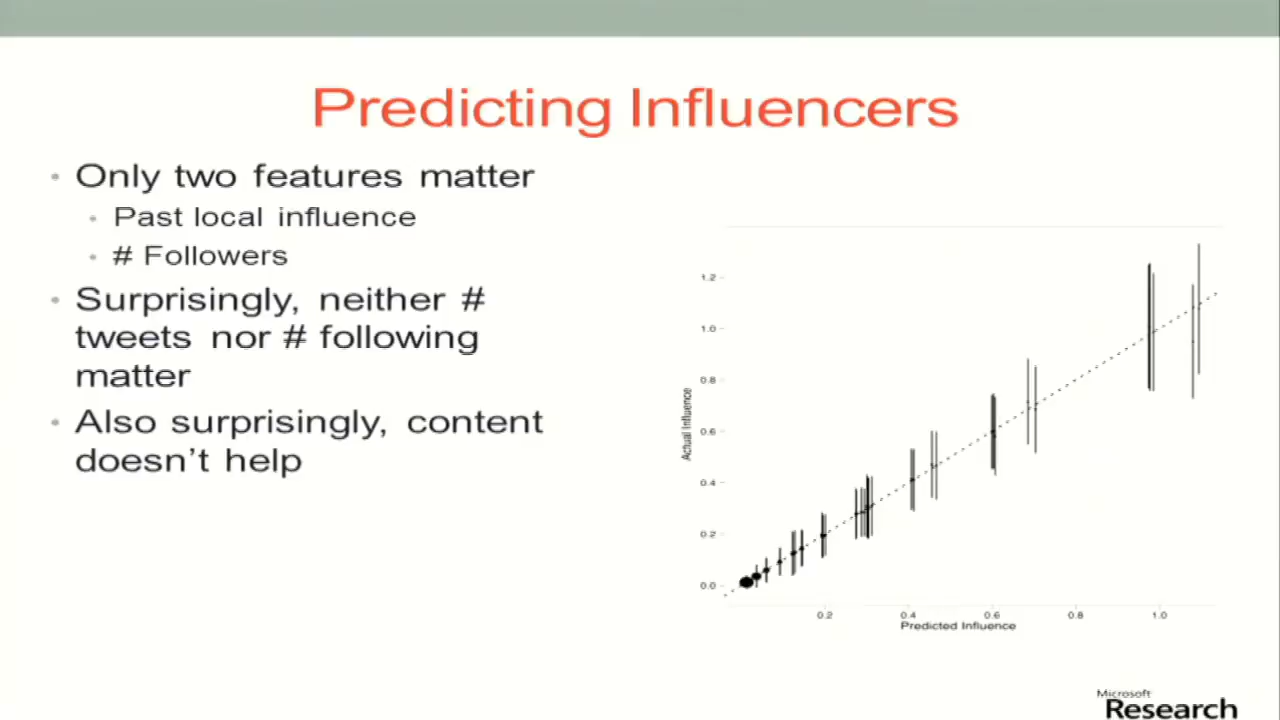 Predicting Influencers
• Only two features matter
• Past local influence
• # Followers
• Surprisingly, neither #
tweets nor # following
matter
• Also surprisingly, content
doesn't help
1.2
1.0
0.8
0.6
0.4
0.2
0.0
Actual Influence
0.2 0.4 0.6 0.8 1.0
Predicted Influence
Microsoft
Research